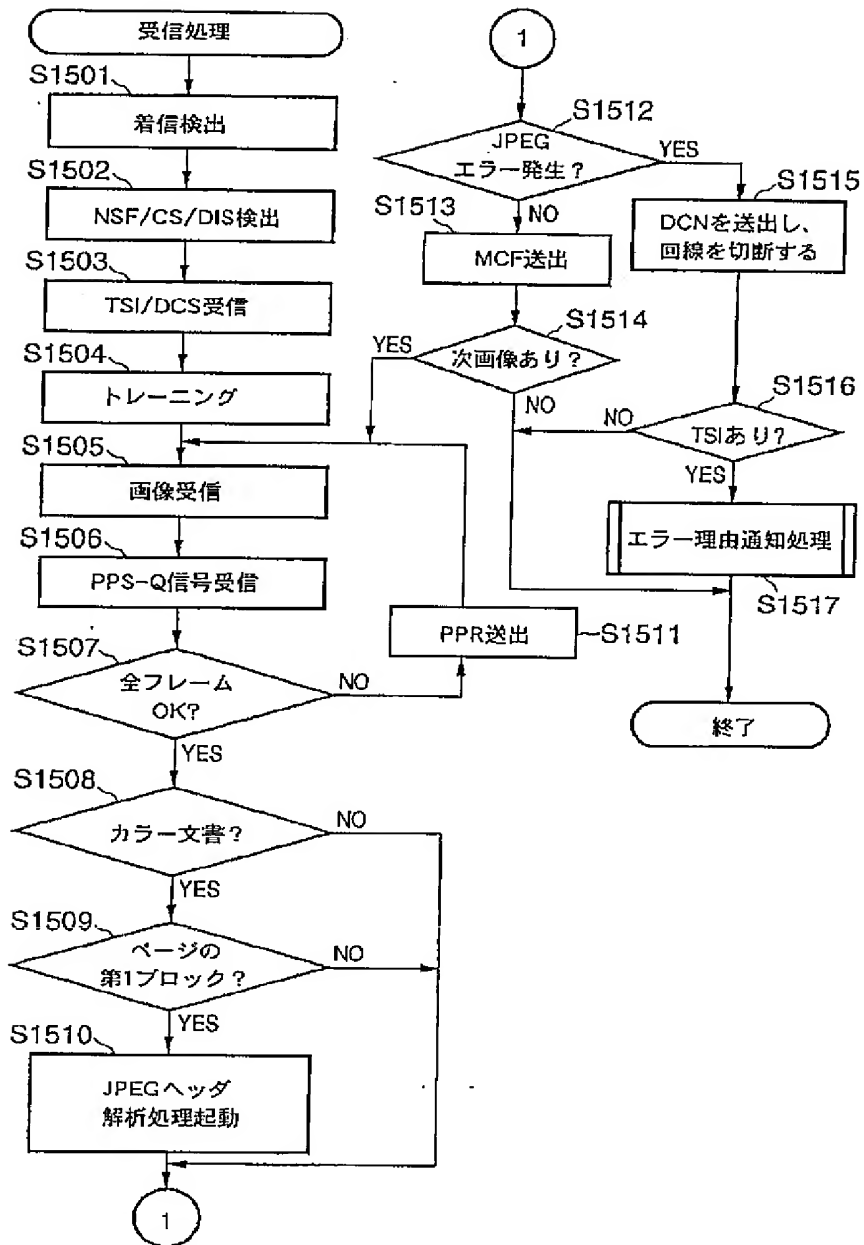 受信処理
S1501
着信検出
S1502
NSF/CS/DIS検出
S1503
TSI/DCS受信
S1504
トレーニング
S1505
画像受信
S1506
PPS-Q信号受信
S1507
全フレーム
OK?
NO
YES
S1508
カラー文書?
NO
YES
S1509
ページの
第1ブロック?
NO
YES
S1510
JPEGヘッダ
解析処理起動
1
1
S1512
JPEG
エラー発生?
YES
NO
S1513
MCF送出
S1514
次画像あり?
YES
NO
PPR送出
S1511
S1515
DCNを送出し、
回線を切断する
S1516
TSIあり?
NO
YES
エラー理由通知処理
S1517
終了